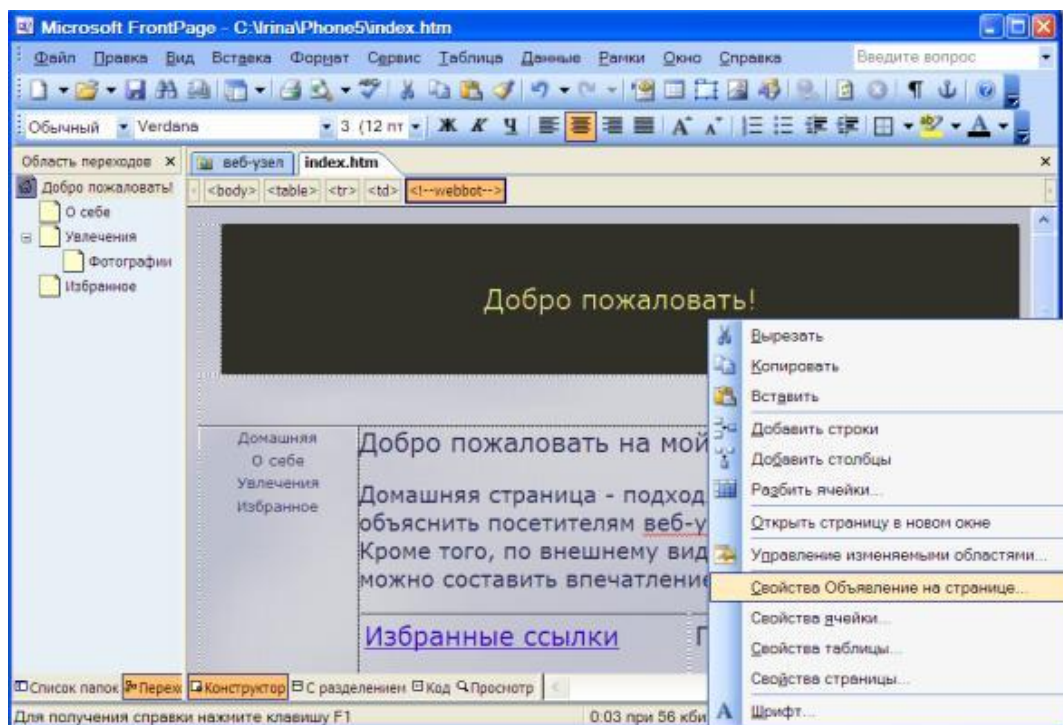 Microsoft FrontPage - C:\Irina\Phone5\index.htm
Файл Правка Вид Вставка Формат Сервис Таблица Данные Рамки Окно Справка Введите вопрос
Обычный Verdana 3 (12 пт Ж К Ч
Область переходов веб-узел index.htm
Добро пожаловать! <body> <table> <tr> <td> <!--webbot-->
О себе
Увлечения
Фотографии
Избранное
Добро пожаловать!
Домашняя
О себе
Увлечения
Избранное
Добро пожаловать на мой
Домашняя страница - подход
объяснить посетителям веб-у
Кроме того, по внешнему вид
можно составить впечатление
Избранные ссылки
Вырезать
Копировать
Вставить
Добавить строки
Добавить столбцы
Разбить ячейки...
Открыть страницу в новом окне
Управление изменяемыми областями...
Свойства Объявление на странице...
Свойства ячейки...
Свойства таблицы...
Свойства страницы...
Шрифт...
Список папок Перехо Конструктор С разделением Код Просмотр
Для получения справки нажмите клавишу F1 0:03 при 56 кби